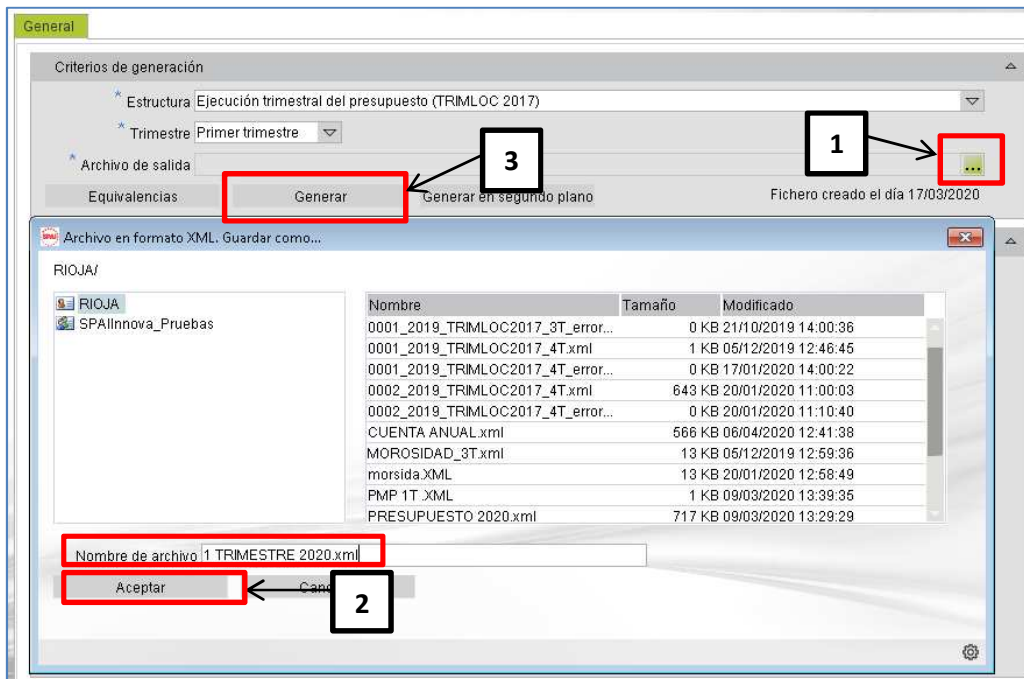 General
Criterios de generación
* Estructura Ejecución trimestral del presupuesto (TRIMLOC 2017)
* Trimestre Primer trimestre
1
* Archivo de salida
...
3
Equivalencias Generar Generar en segundo plano Fichero creado el día 17/03/2020
Archivo en formato XML. Guardar como...
RIOJA/
RIOJA
SPAIInnova_Pruebas
Nombre Tamaño Modificado
0001_2019_TRIMLOC2017_3T_error... 0 KB 21/10/2019 14:00:36
0001_2019_TRIMLOC2017_4T.xml 1 KB 05/12/2019 12:46:45
0001_2019_TRIMLOC2017_4T_error... 0 KB 17/01/2020 14:00:22
0002_2019_TRIMLOC2017_4T.xml 643 KB 20/01/2020 11:00:03
0002_2019_TRIMLOC2017_4T_error... 0 KB 20/01/2020 11:10:40
CUENTA ANUAL.xml 566 KB 06/04/2020 12:41:38
MOROSIDAD_3T.xml 13 KB 05/12/2019 12:59:36
morsida.XML 13 KB 20/01/2020 12:58:49
PMP 1T .XML 1 KB 09/03/2020 13:39:35
PRESUPUESTO 2020.xml 717 KB 09/03/2020 13:29:29
Nombre de archivo 1 TRIMESTRE 2020.xml
Aceptar
2